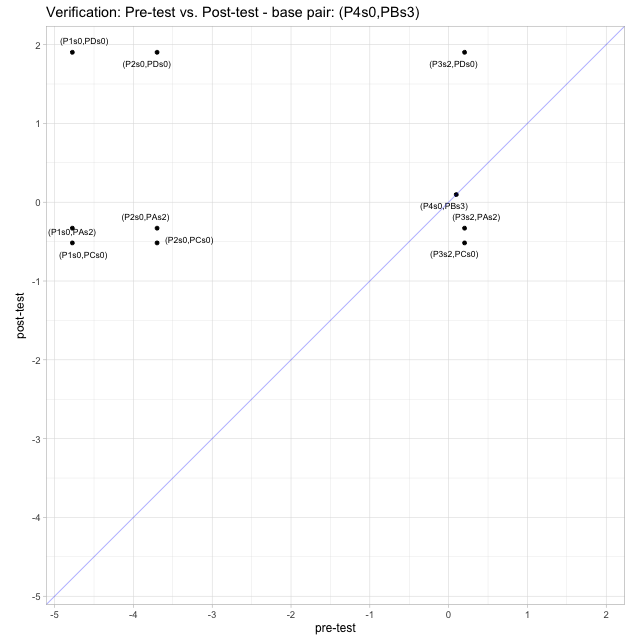 Verification: Pre-test vs. Post-test - base pair: (P4s0,PBs3)
(P1s0,PDs0)
(P2s0,PDs0)
(P3s2,PDs0)
(P4s0,PBs3)
(P2s0,PAs2)
(P3s2,PAs2)
(P1s0,PAs2)
(P2s0,PCs0)
(P1s0,PCs0)
(P3s2,PCs0)
2
1
0
-1
-2
-3
-4
-5
post-test
-5 -4 -3 -2 -1 0 1 2
pre-test